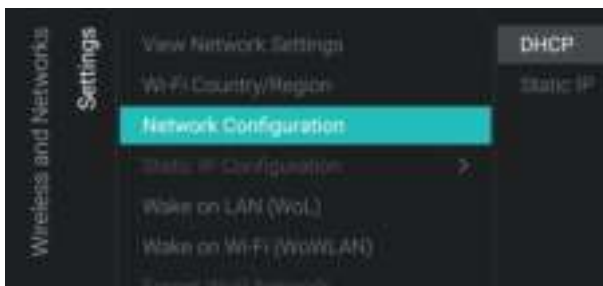 Wireless and Networks
Settings
View Network Settings
Wi-Fi Country/Region
Network Configuration
Static IP Configuration
Wake on LAN (WoL)
Wake on Wi-Fi (WoWLAN)
DHCP
Static IP